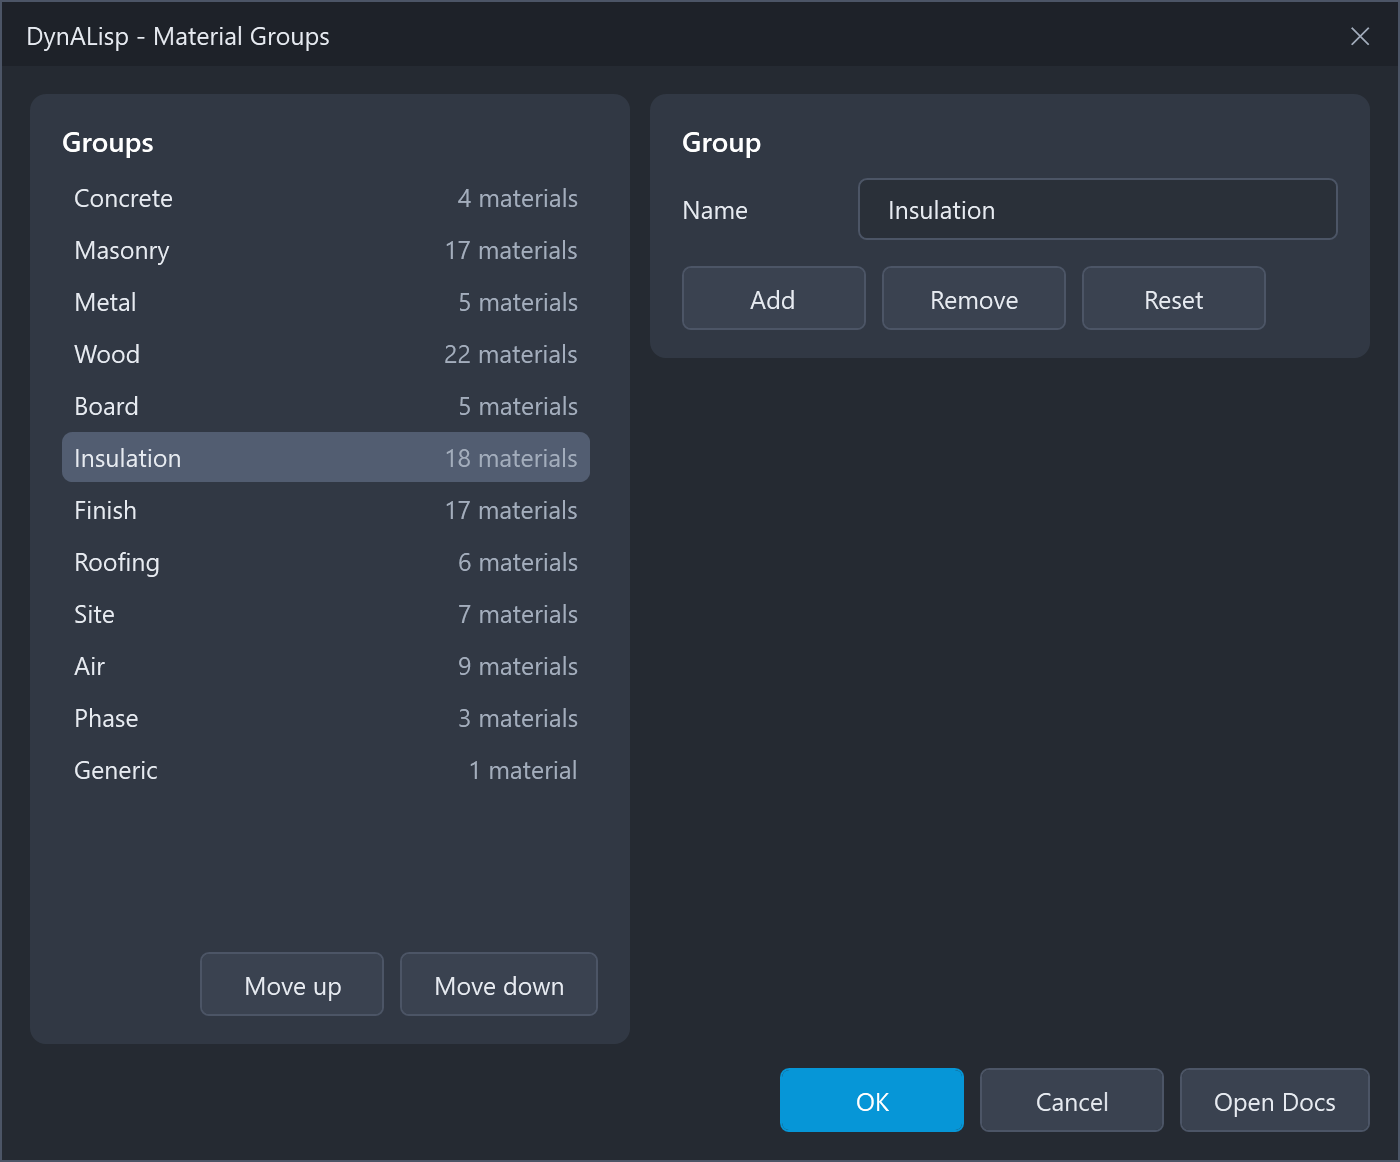 DynALisp - Material Groups
Groups
Concrete 4 materials
Masonry 17 materials
Metal 5 materials
Wood 22 materials
Board 5 materials
Insulation 18 materials
Finish 17 materials
Roofing 6 materials
Site 7 materials
Air 9 materials
Phase 3 materials
Generic 1 material
Move up Move down
Group
Name Insulation
Add Remove Reset
OK Cancel Open Docs